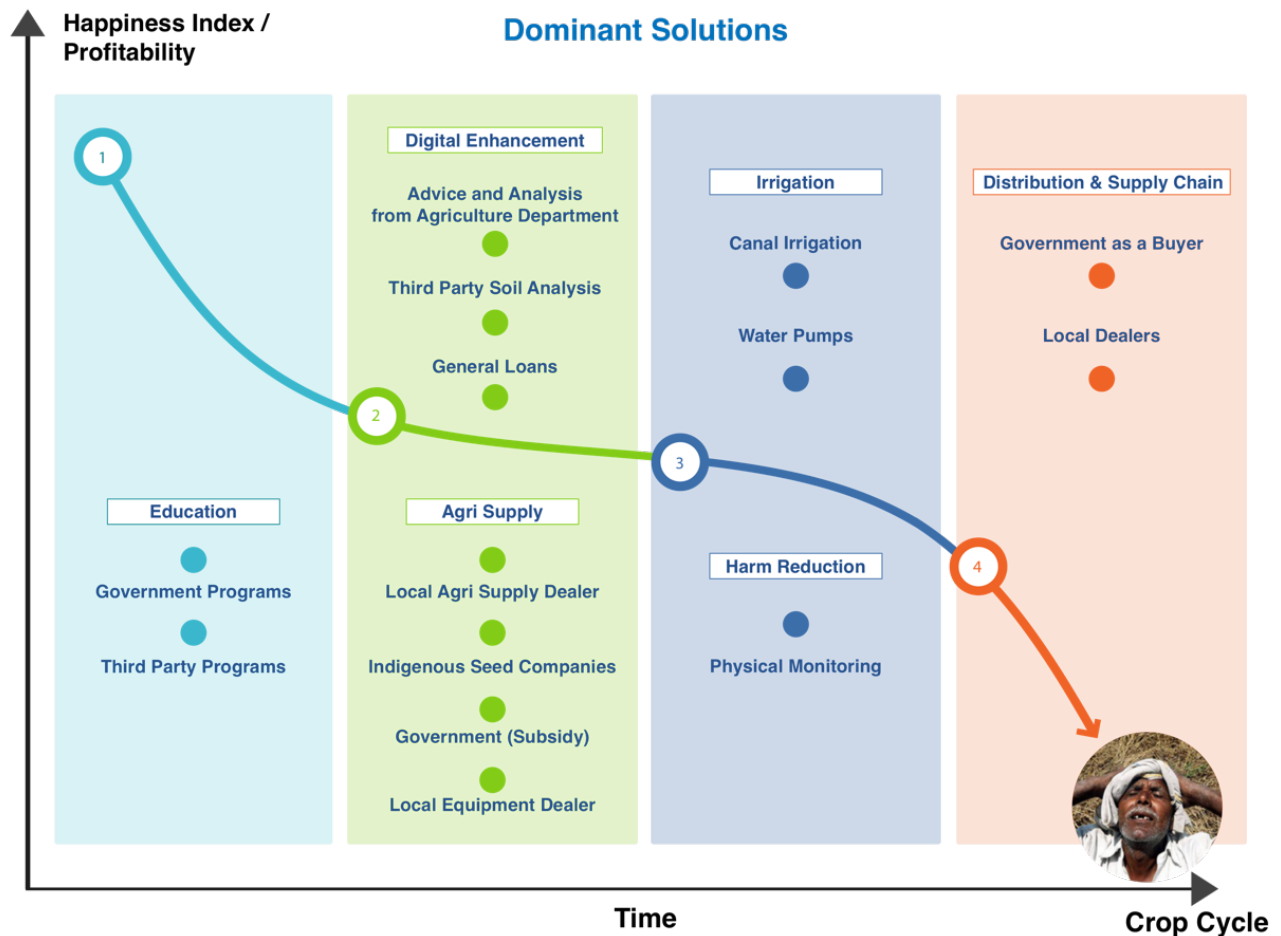 Happiness Index /
Profitability
Dominant Solutions
1
Education
Government Programs
Third Party Programs
Digital Enhancement
Advice and Analysis
from Agriculture Department
Third Party Soil Analysis
General Loans
2
Agri Supply
Local Agri Supply Dealer
Indigenous Seed Companies
Government (Subsidy)
Local Equipment Dealer
Irrigation
Canal Irrigation
Water Pumps
3
Harm Reduction
Physical Monitoring
Distribution & Supply Chain
Government as a Buyer
Local Dealers
4
Time
Crop Cycle